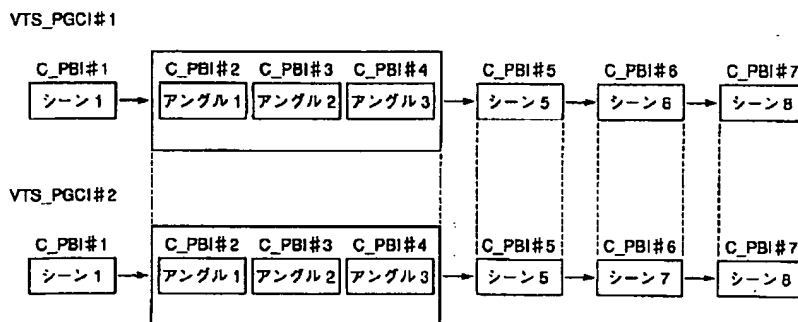 VTS_PGCI#1
C_PBI#1 C_PBI#2 C_PBI#3 C_PBI#4 C_PBI#5 C_PBI#6 C_PBI#7
シーン1 アングル1 アングル2 アングル3 シーン5 シーン6 シーン8
VTS_PGCI#2
C_PBI#1 C_PBI#2 C_PBI#3 C_PBI#4 C_PBI#5 C_PBI#6 C_PBI#7
シーン1 アングル1 アングル2 アングル3 シーン5 シーン7 シーン8